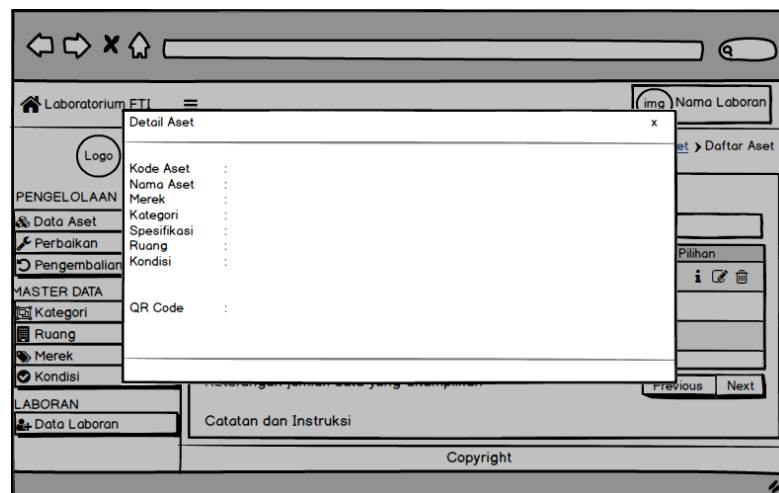 Laboratorium FTI
img Nama Laboran
Detail Aset x
Logo
et > Daftar Aset
Kode Aset :
Nama Aset :
Merek :
Kategori :
Spesifikasi :
Ruang :
Kondisi :
QR Code :
PENGELOLAAN
Data Aset
Perbaikan
Pengembalian
MASTER DATA
Kategori
Ruang
Merek
Kondisi
LABORAN
Data Laboran
Pilihan
Previous Next
Catatan dan Instruksi
Copyright